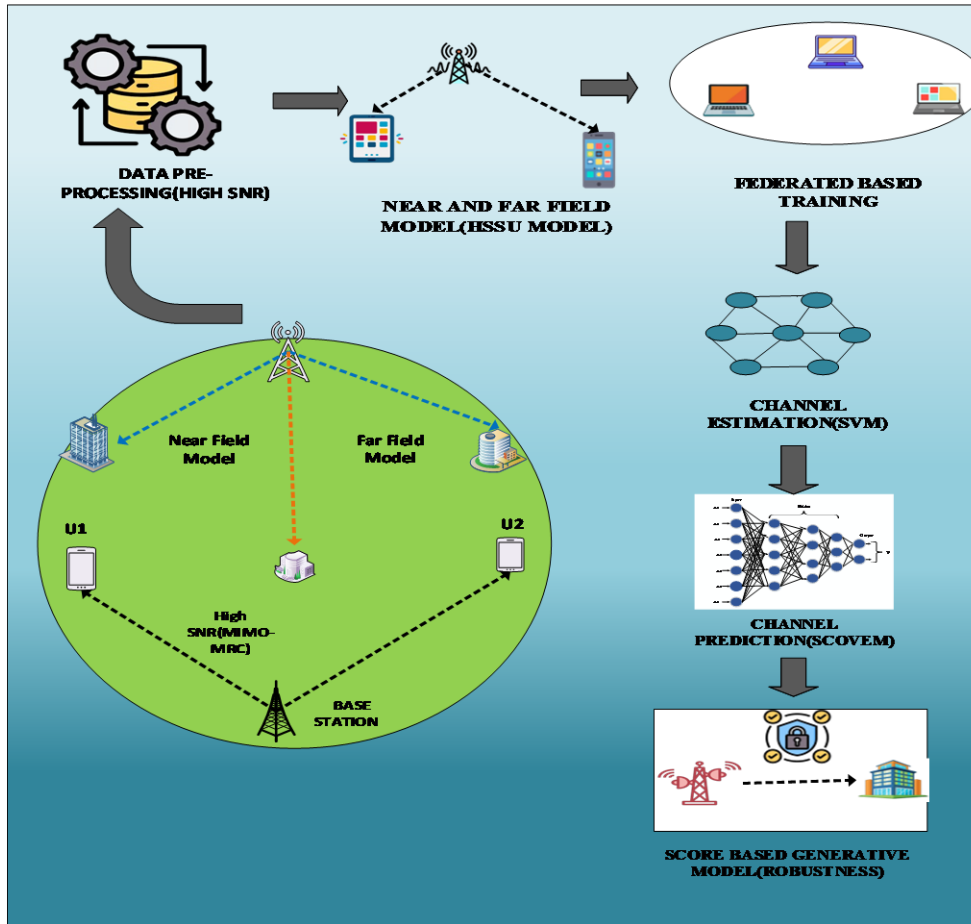 DATA PRE-
PROCESSING(HIGH SNR)
NEAR AND FAR FIELD
MODEL(HSSU MODEL)
FEDERATED BASED
TRAINING
CHANNEL
ESTIMATION(SVM)
CHANNEL
PREDICTION(SCOVEM)
SCORE BASED GENERATIVE
MODEL(ROBUSTNESS)
Near Field
Model
Far Field
Model
U1
U2
High
SNR(MIMO-
MRC)
BASE
STATION